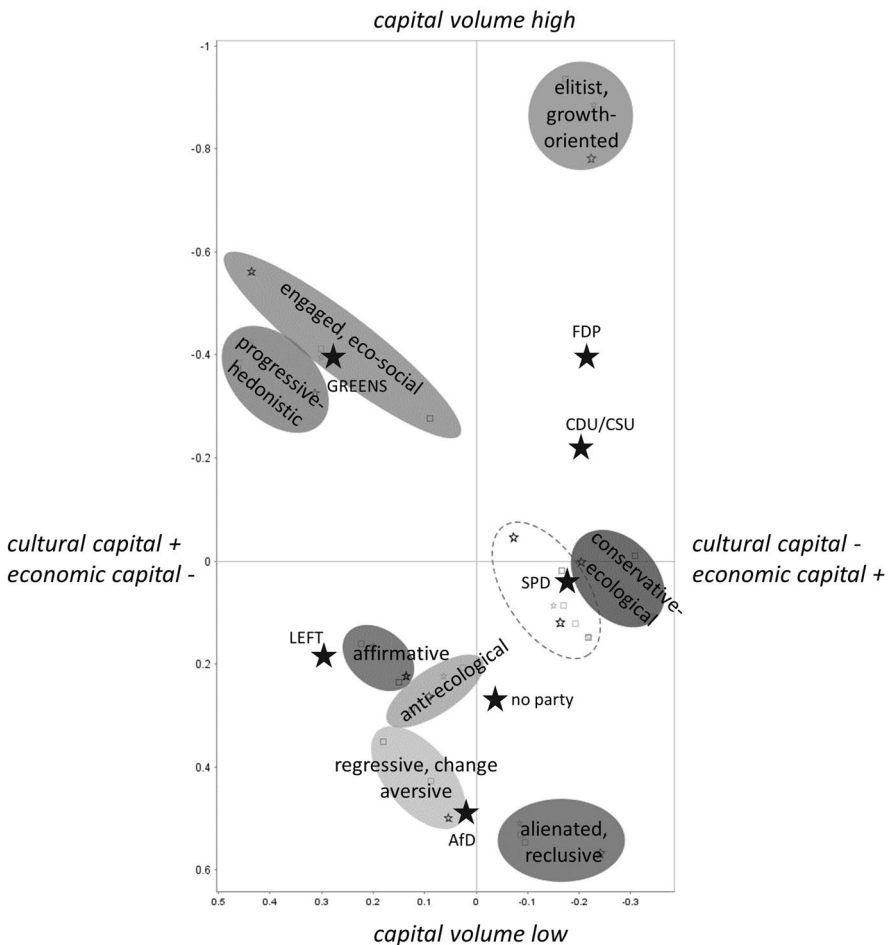 capital volume high
-1
elitist,
growth-
oriented
-0.8
-0.6
engaged, eco-social
FDP
-0.4
progressive-
hedonistic
GREENS
CDU/CSU
-0.2
cultural capital +
economic capital -
0
conservative-
ecological
cultural capital -
economic capital +
SPD
LEFT
affirmative
0.2
anti-ecological
no party
0.4
regressive, change
aversive
AfD
alienated,
reclusive
0.6
0.5 0.3 0.2 0.1 0 -0.1 -0.2 -0.3
capital volume low